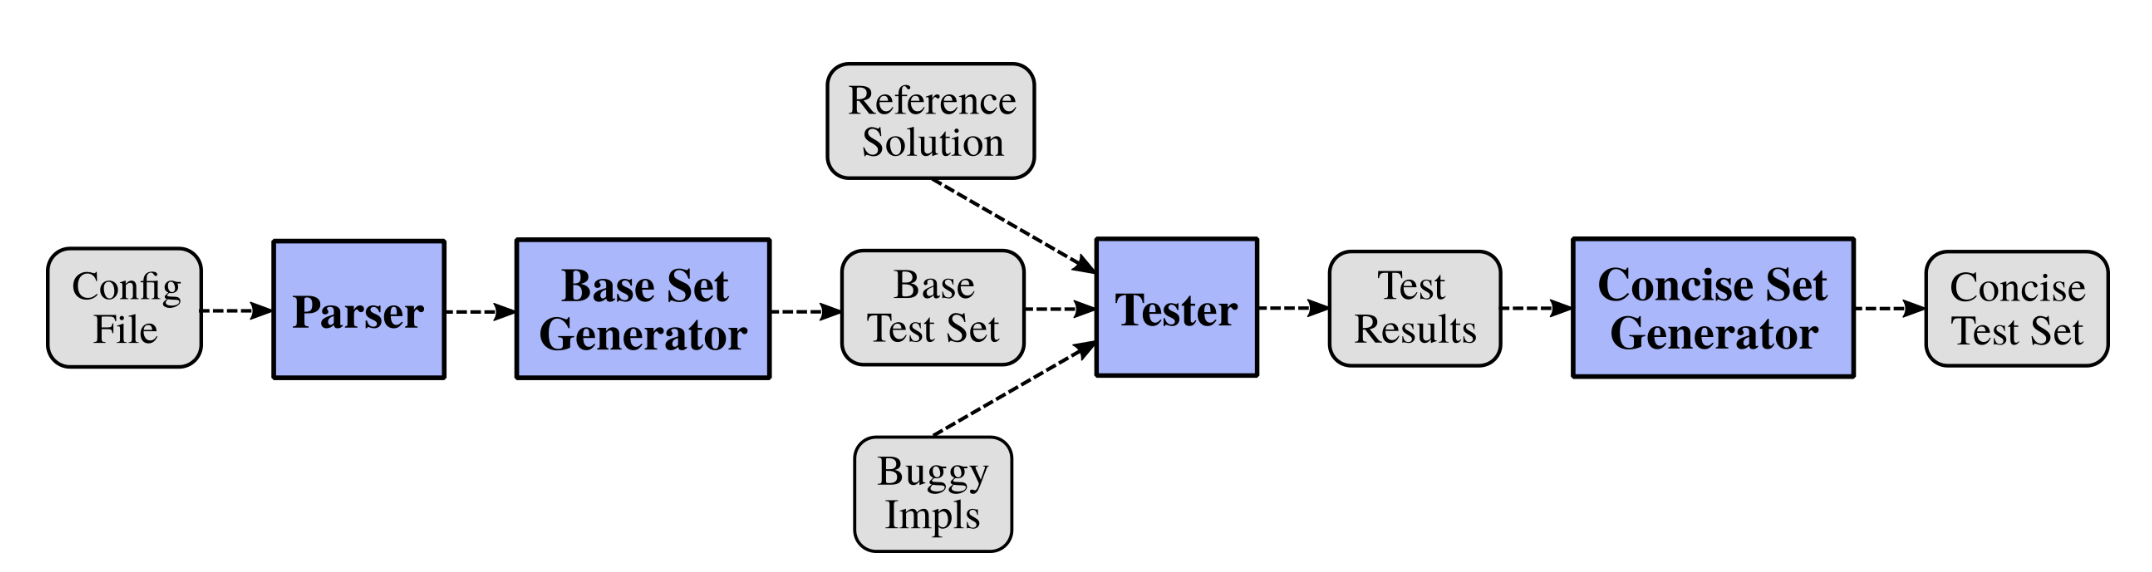 Reference
Solution
Config
File
Parser
Base Set
Generator
Base
Test Set
Tester
Test
Results
Concise Set
Generator
Concise
Test Set
Buggy
Impls